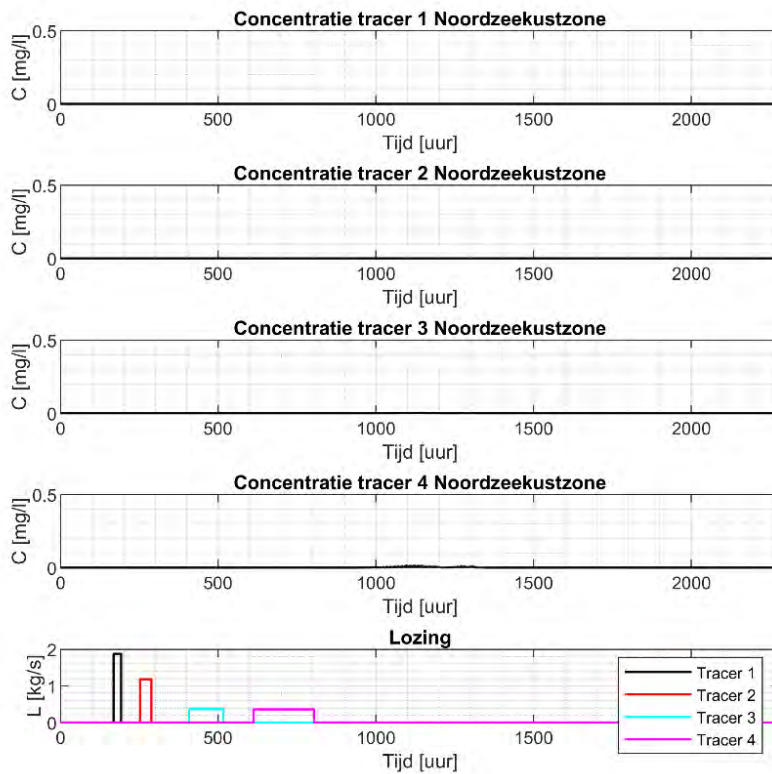 Concentratie tracer 1 Noordzeekustzone
C [mg/l]
0.5
0
0 500 1000 1500 2000
Tijd [uur]
Concentratie tracer 2 Noordzeekustzone
C [mg/l]
0.5
0
0 500 1000 1500 2000
Tijd [uur]
Concentratie tracer 3 Noordzeekustzone
C [mg/l]
0.5
0
0 500 1000 1500 2000
Tijd [uur]
Concentratie tracer 4 Noordzeekustzone
C [mg/l]
0.5
0
0 500 1000 1500 2000
Tijd [uur]
Lozing
L [kg/s]
2
1
0
Tracer 1
Tracer 2
Tracer 3
Tracer 4
0 500 1000 1500 2000
Tijd [uur]